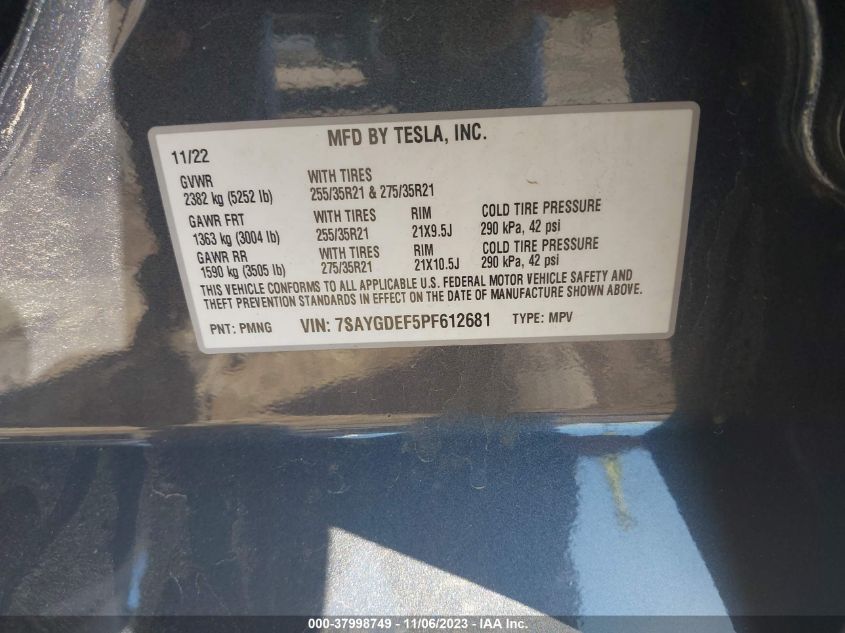 MFD BY TESLA, INC.
11/22
GVWR WITH TIRES
2382 kg (5252 lb) 255/35R21 & 275/35R21
GAWR FRT WITH TIRES RIM COLD TIRE PRESSURE
1363 kg (3004 lb) 255/35R21 21X9.5J 290 kPa, 42 psi
GAWR RR WITH TIRES RIM COLD TIRE PRESSURE
1590 kg (3505 lb) 275/35R21 21X10.5J 290 kPa, 42 psi
THIS VEHICLE CONFORMS TO ALL APPLICABLE U.S. FEDERAL MOTOR VEHICLE SAFETY AND
THEFT PREVENTION STANDARDS IN EFFECT ON THE DATE OF MANUFACTURE SHOWN ABOVE.
PNT: PMNG VIN: 7SAYGDEF5PF612681 TYPE: MPV
000-37998749 - 11/06/2023 - IAA Inc.